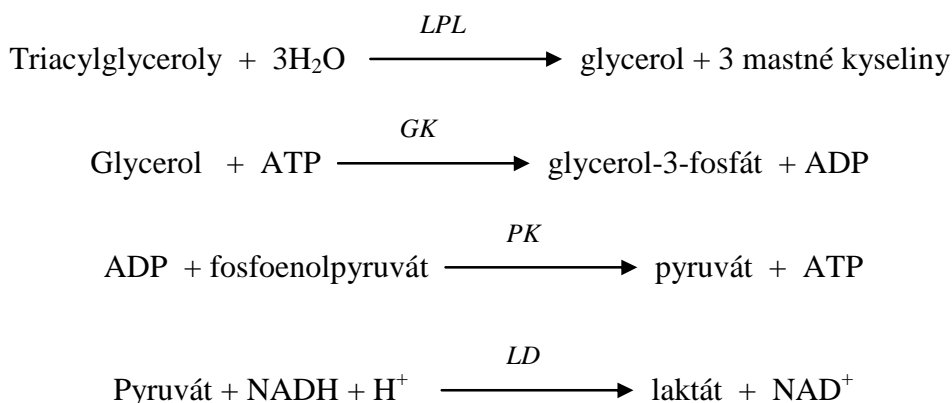 LPL
Triacylglyceroly + 3H₂O → glycerol + 3 mastné kyseliny
GK
Glycerol + ATP → glycerol-3-fosfát + ADP
PK
ADP + fosfoenolpyruvát → pyruvát + ATP
LD
Pyruvát + NADH + H⁺ → laktát + NAD⁺